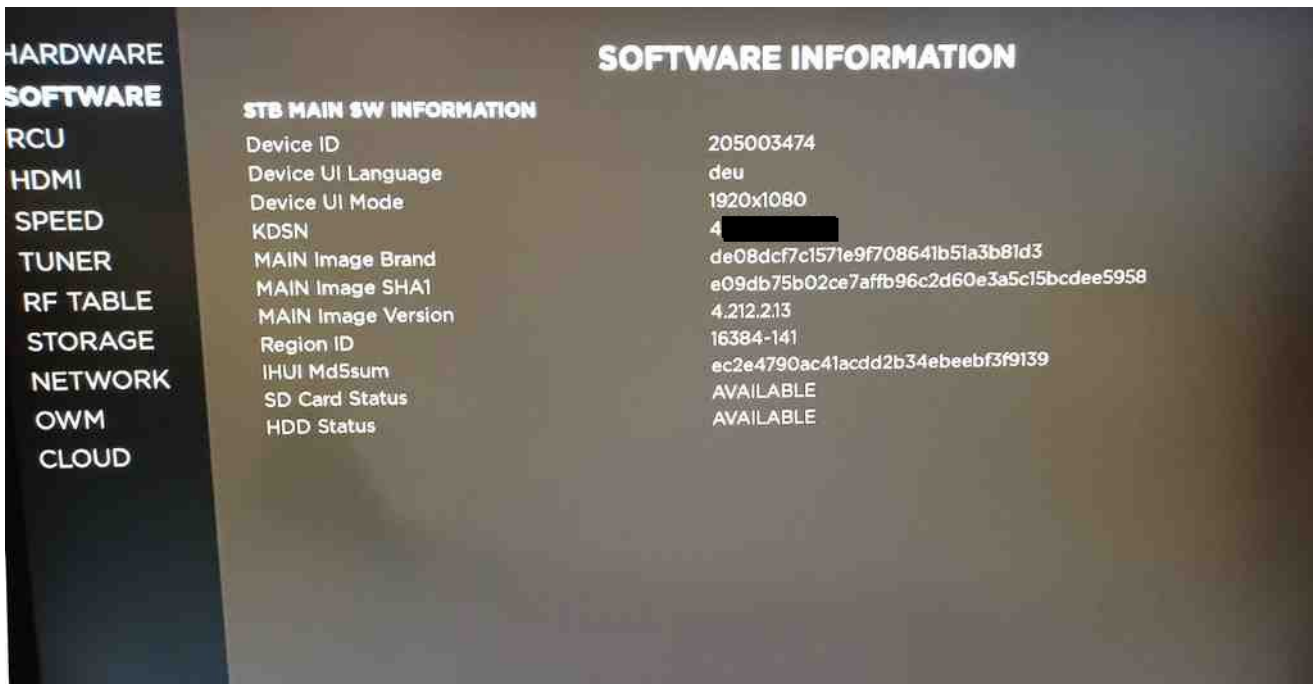 HARDWARE
SOFTWARE
RCU
HDMI
SPEED
TUNER
RF TABLE
STORAGE
NETWORK
OWM
CLOUD
SOFTWARE INFORMATION
STB MAIN SW INFORMATION
Device ID 205003474
Device UI Language deu
Device UI Mode 1920x1080
KDSN 4
MAIN Image Brand de08dcf7c1571e9f708641b51a3b81d3
MAIN Image SHA1 e09db75b02ce7affb96c2d60e3a5c15bcdee5958
MAIN Image Version 4.212.2.13
Region ID 16384-141
IHUI Md5sum ec2e4790ac41acdd2b34ebeebf3f9139
SD Card Status AVAILABLE
HDD Status AVAILABLE